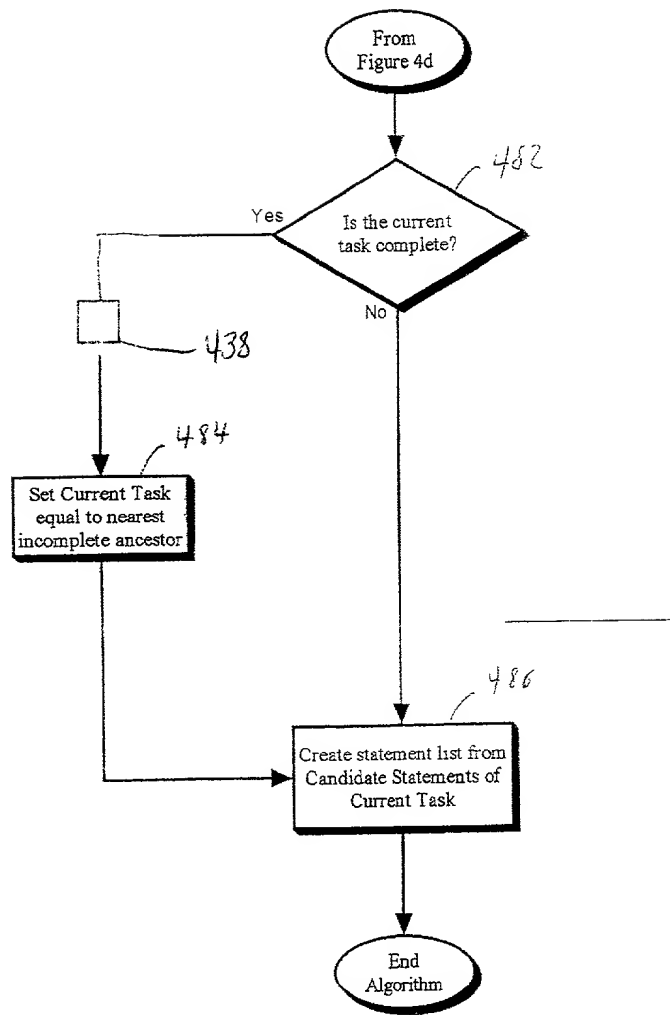 From
Figure 4d
482
Yes
Is the current
task complete?
No
438
484
Set Current Task
equal to nearest
incomplete ancestor
486
Create statement list from
Candidate Statements of
Current Task
End
Algorithm